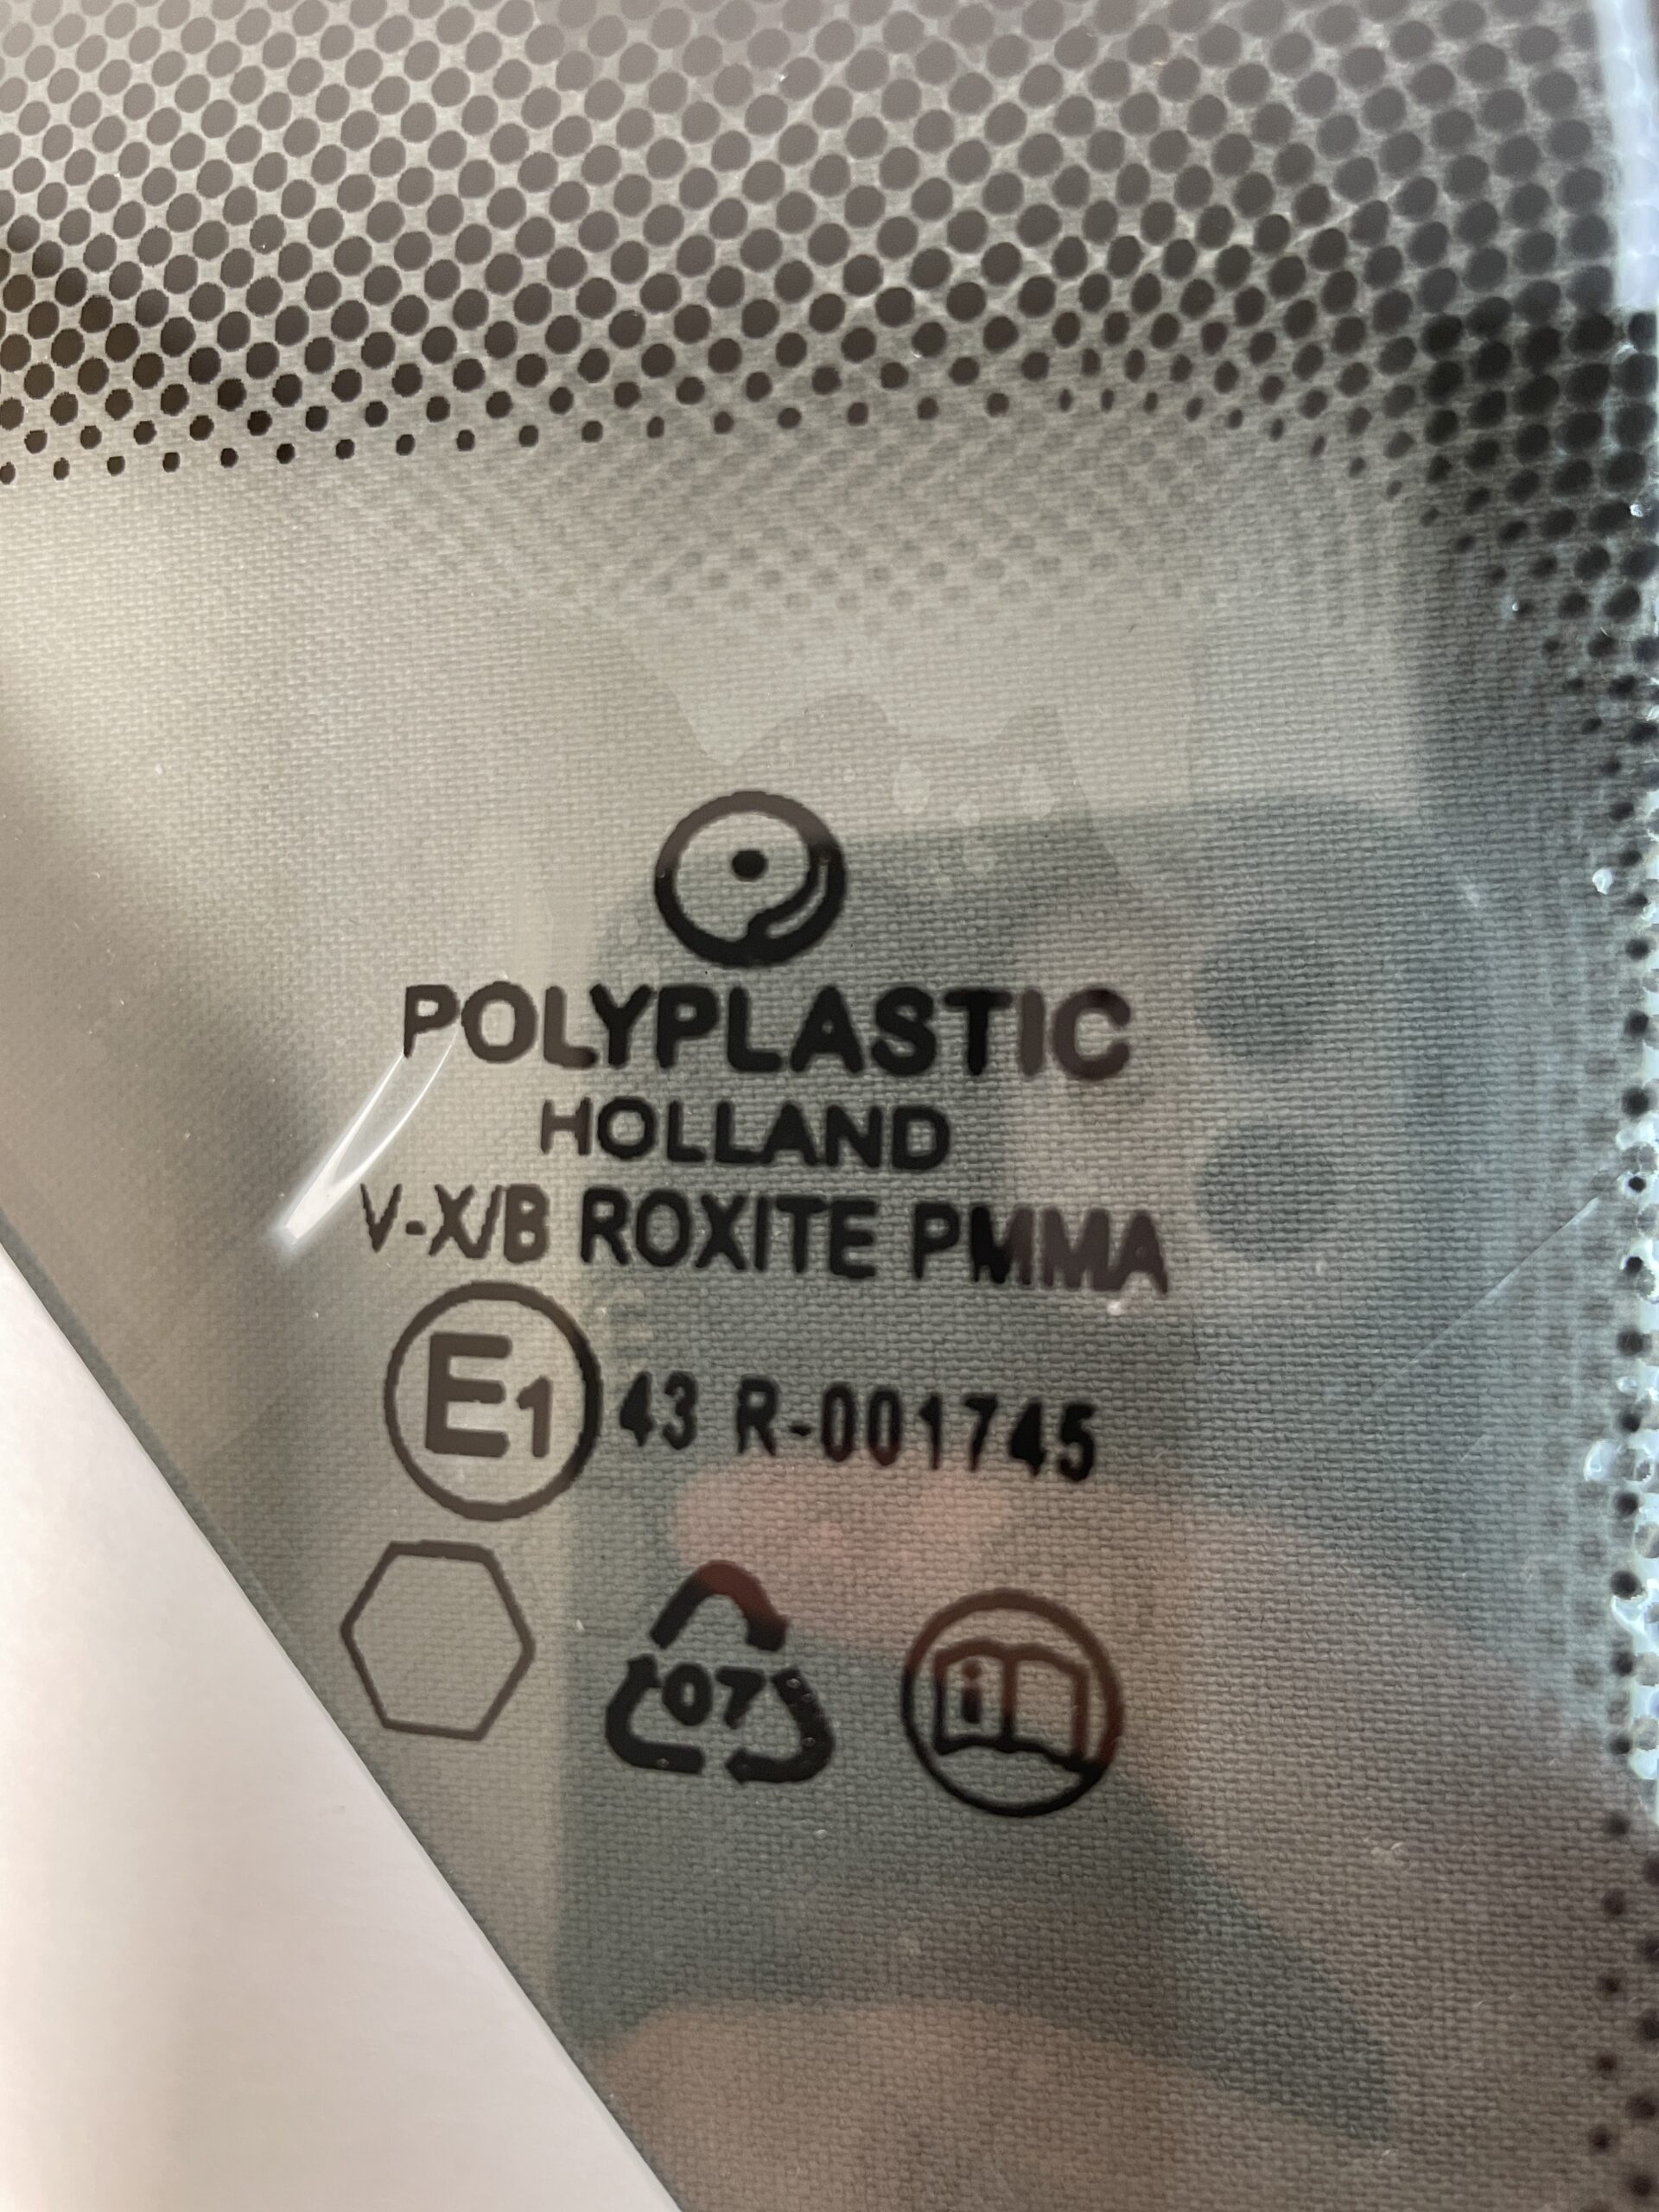 POLYPLASTIC
HOLLAND
V-X/B ROXITE PMMA
E1 43 R-001745
07
i